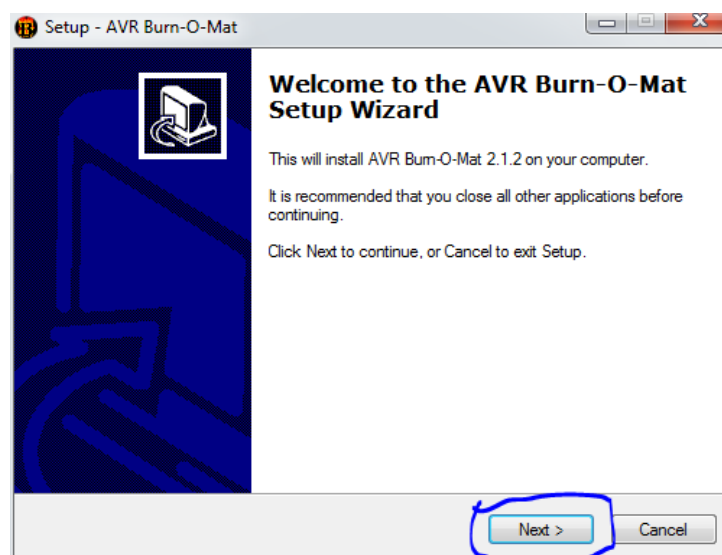 Setup - AVR Burn-O-Mat
Welcome to the AVR Burn-O-Mat
Setup Wizard
This will install AVR Burn-O-Mat 2.1.2 on your computer.
It is recommended that you close all other applications before
continuing.
Click Next to continue, or Cancel to exit Setup.
Next >
Cancel